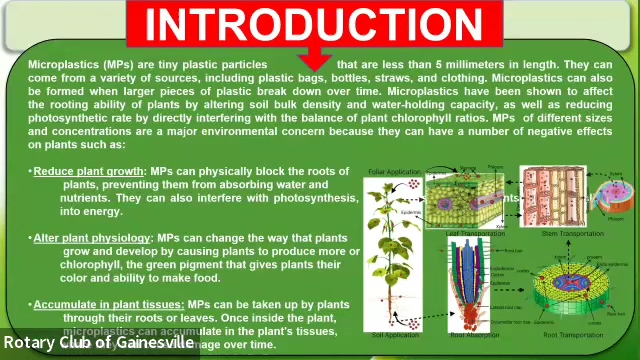 INTRODUCTION
Microplastics (MPs) are tiny plastic particles that are less than 5 millimeters in length. They can
come from a variety of sources, including plastic bags, bottles, straws, and clothing. Microplastics can also
be formed when larger pieces of plastic break down over time. Microplastics have been shown to affect
the rooting ability of plants by altering soil bulk density and water-holding capacity, as well as reducing
photosynthetic rate by directly interfering with the balance of plant chlorophyll ratios. MPs of different sizes
and concentrations are a major environmental concern because they can have a number of negative effects
on plants such as:
•Reduce plant growth: MPs can physically block the roots of
plants, preventing them from absorbing water and
nutrients. They can also interfere with photosynthesis,
into energy.
•Alter plant physiology: MPs can change the way that plants
grow and develop by causing plants to produce more or
chlorophyll, the green pigment that gives plants their
color and ability to make food.
•Accumulate in plant tissues: MPs can be taken up by plants
through their roots or leaves. Once inside the plant,
microplastics can accumulate in the plant's tissues,
over time.
Foliar Application
Epidermis
Soil Application
Leaf Transportation
Xylem
Phloem
Stem Transportation
Root hair
Endodermis
Epidermis
Root Absorption
Root Transportation
Rotary Club of Gainesville